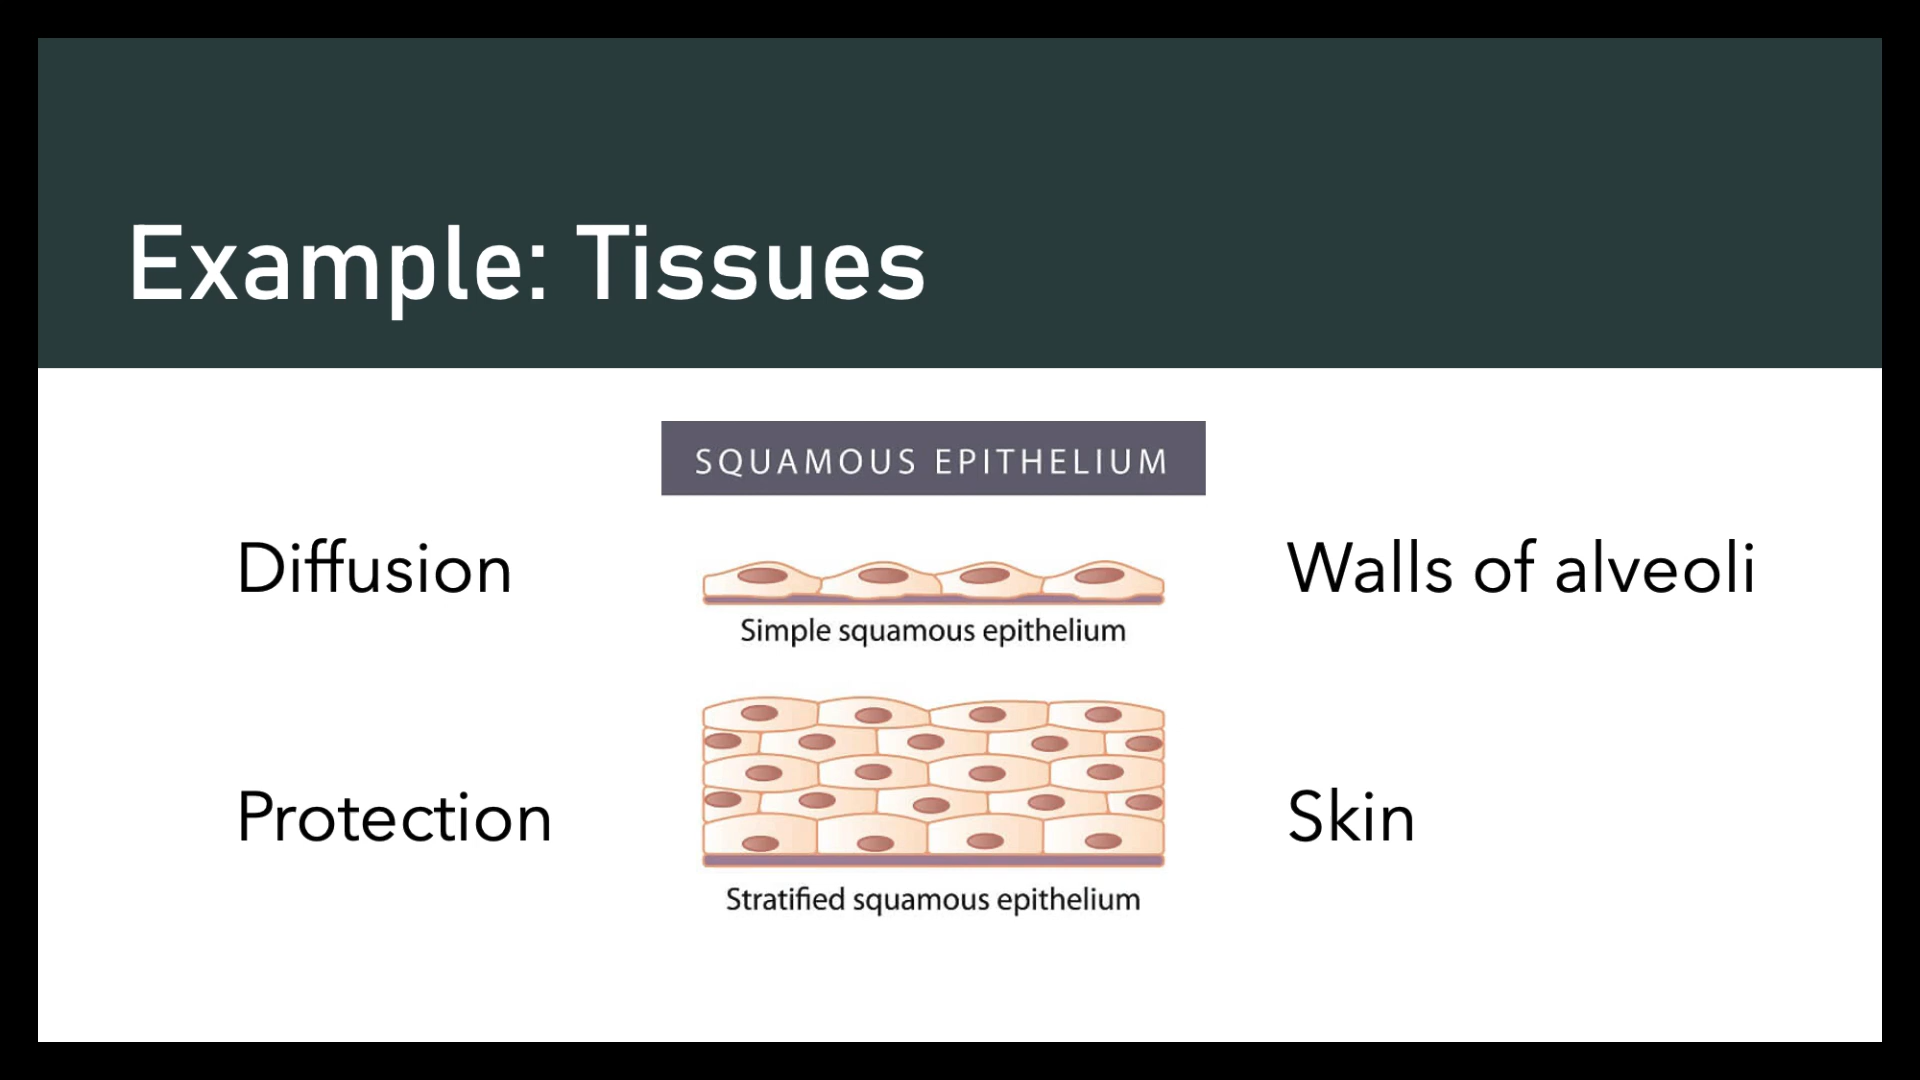 Example: Tissues
SQUAMOUS EPITHELIUM
Diffusion
Simple squamous epithelium
Walls of alveoli
Protection
Stratified squamous epithelium
Skin